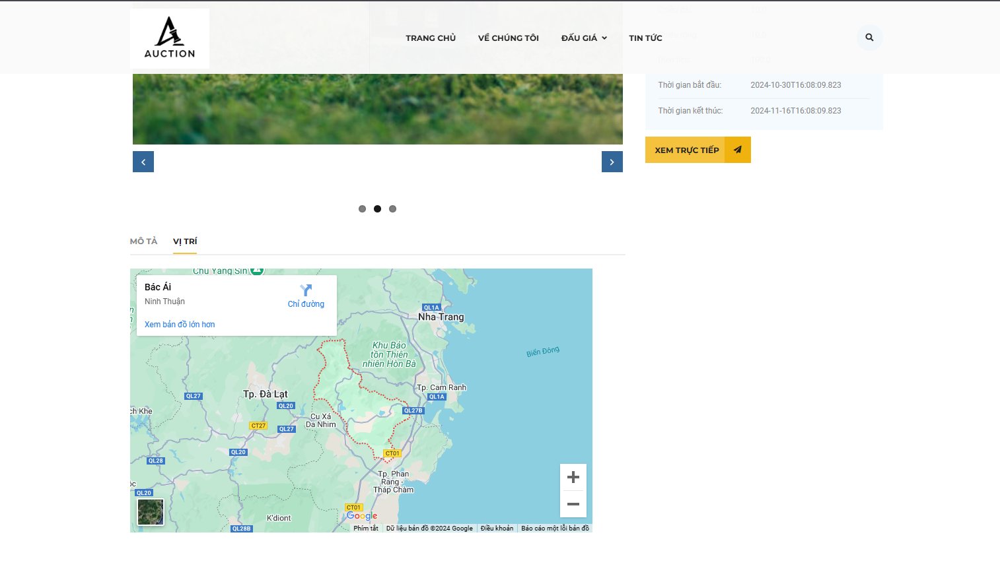 AUCTION
TRANG CHỦ
VỀ CHÚNG TÔI
ĐẤU GIÁ
TIN TỨC
Thời gian bắt đầu: 2024-10-30T16:08:09.823
Thời gian kết thúc: 2024-11-16T16:08:09.823
XEM TRỰC TIẾP
MÔ TẢ
VỊ TRÍ
Chu Yang Sin
Bác Ái
Ninh Thuận
Chỉ đường
Xem bản đồ lớn hơn
QL1A
Nha Trang
Khu Bảo
tồn Thiên
nhiên Hòn Bà
Biển Đông
Tp. Cam Ranh
QL1A
QL27
Tp. Đà Lạt
QL20
QL27B
ch Khe
Cu Xá
Da Nhim
CT27
QL27
QL20
CT01
QL28
Tp. Phan
Rang -
Tháp Chàm
QL20
CT01
K'diont
Google
QL28B
Phím tắt
Dữ liệu bản đồ ©2024 Google
Điều khoản
Báo cáo một lỗi bản đồ